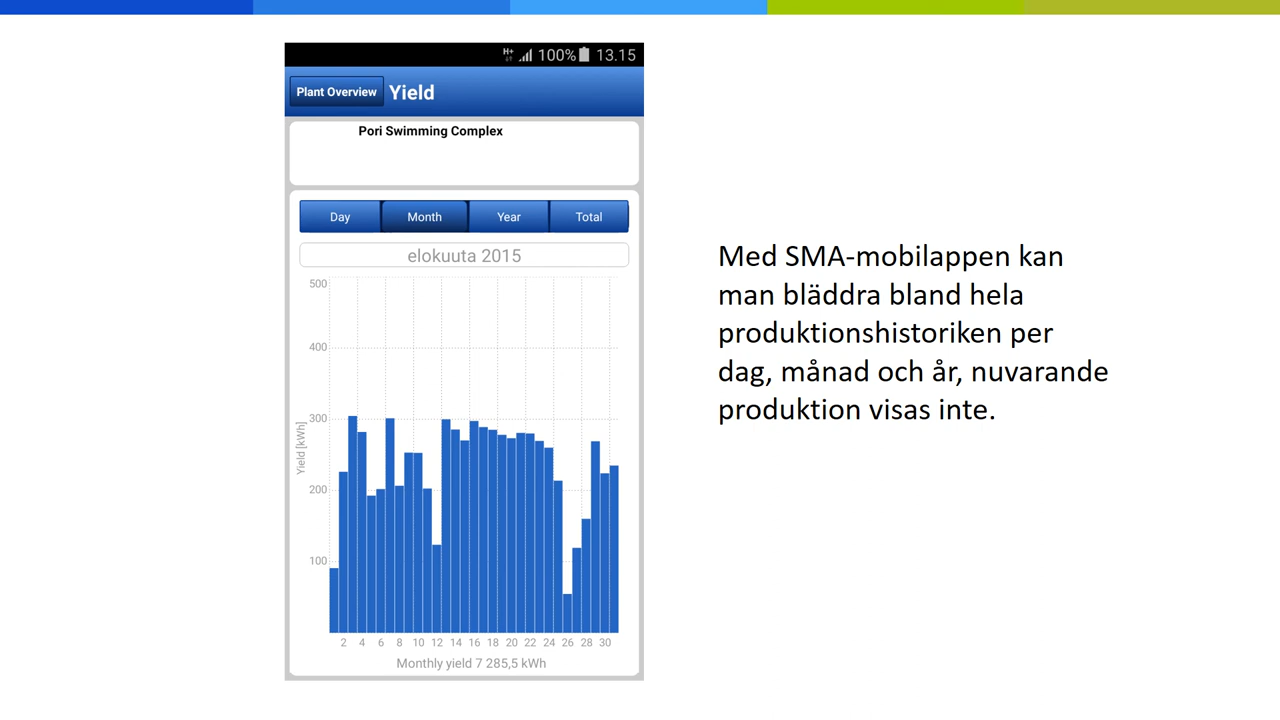 H+ 100% 13.15
Plant Overview Yield
Pori Swimming Complex
Day Month Year Total
elokuuta 2015
500
400
300
200
100
Yield [kWh]
2 4 6 8 10 12 14 16 18 20 22 24 26 28 30
Monthly yield 7 285,5 kWh
Med SMA-mobilappen kan
man bläddra bland hela
produktionshistoriken per
dag, månad och år, nuvarande
produktion visas inte.